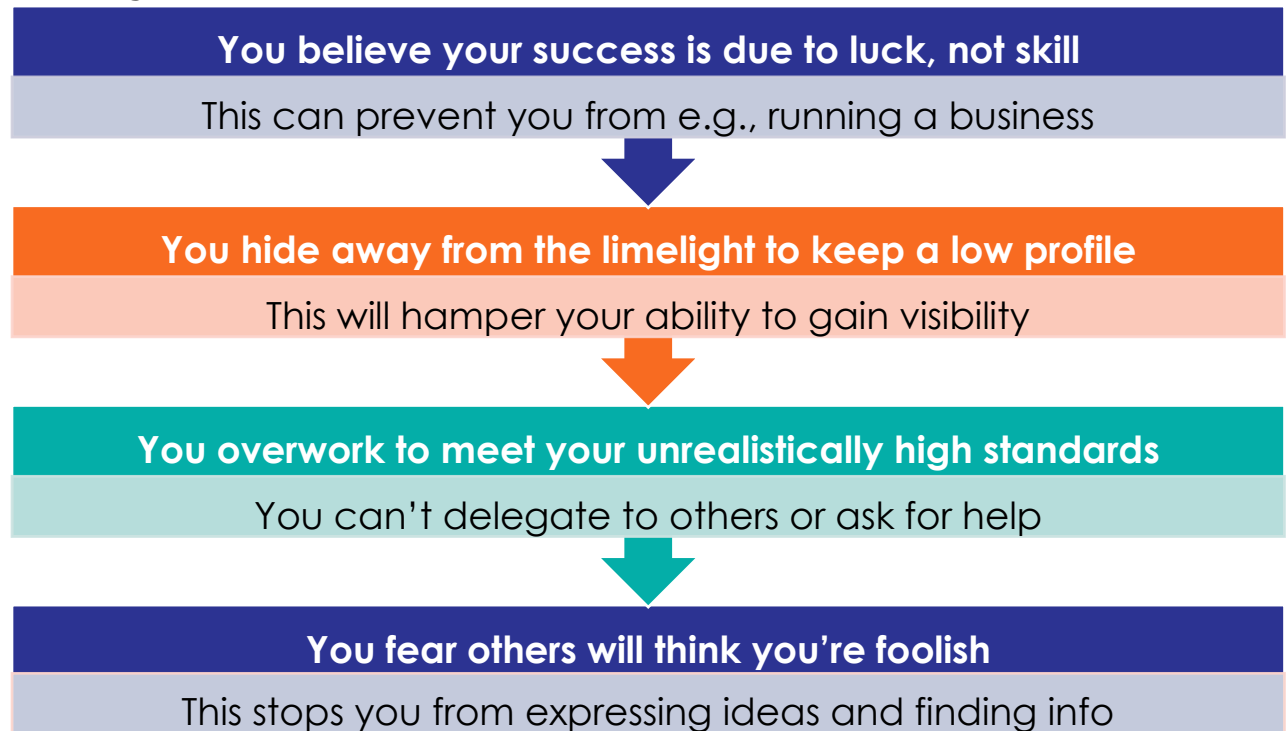 You believe your success is due to luck, not skill
This can prevent you from e.g., running a business
You hide away from the limelight to keep a low profile
This will hamper your ability to gain visibility
You overwork to meet your unrealistically high standards
You can’t delegate to others or ask for help
You fear others will think you’re foolish
This stops you from expressing ideas and finding info